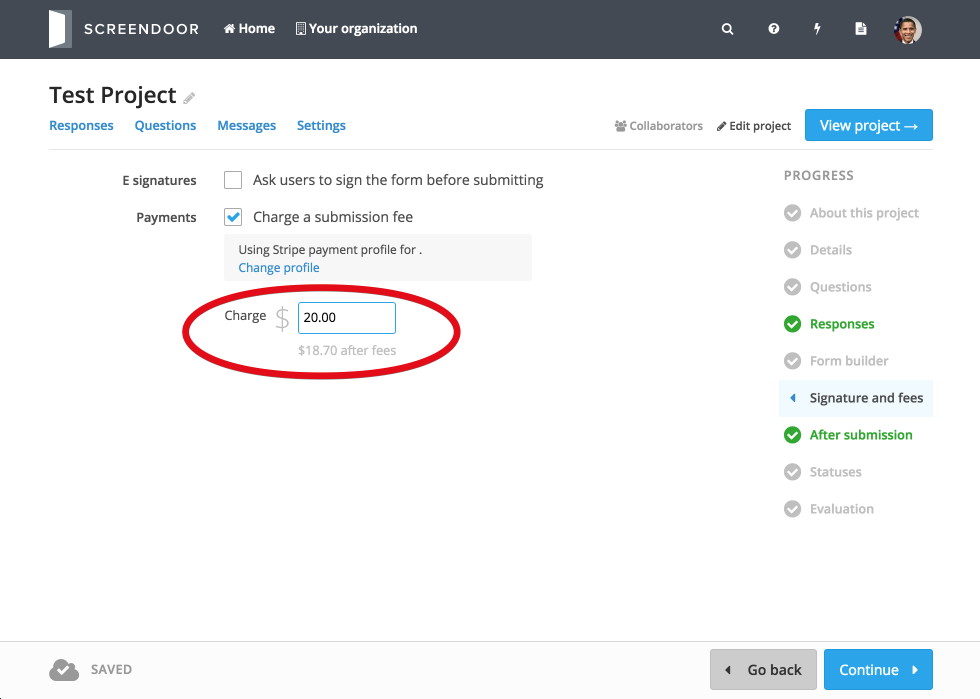 SCREENDOOR Home Your organization
Test Project
Responses Questions Messages Settings
Collaborators Edit project View project →
E signatures Ask users to sign the form before submitting
Payments Charge a submission fee
Using Stripe payment profile for .
Change profile
Charge $ 20.00
$18.70 after fees
PROGRESS
About this project
Details
Questions
Responses
Form builder
Signature and fees
After submission
Statuses
Evaluation
SAVED Go back Continue